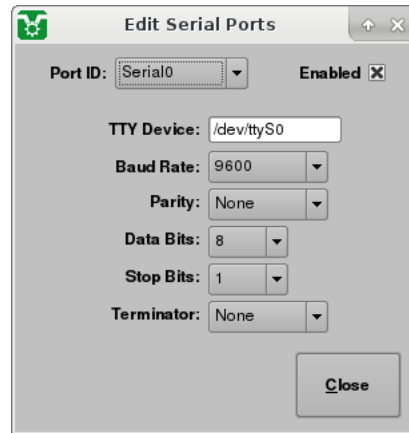 Edit Serial Ports
Port ID: Serial0 Enabled
TTY Device: /dev/ttyS0
Baud Rate: 9600
Parity: None
Data Bits: 8
Stop Bits: 1
Terminator: None
Close